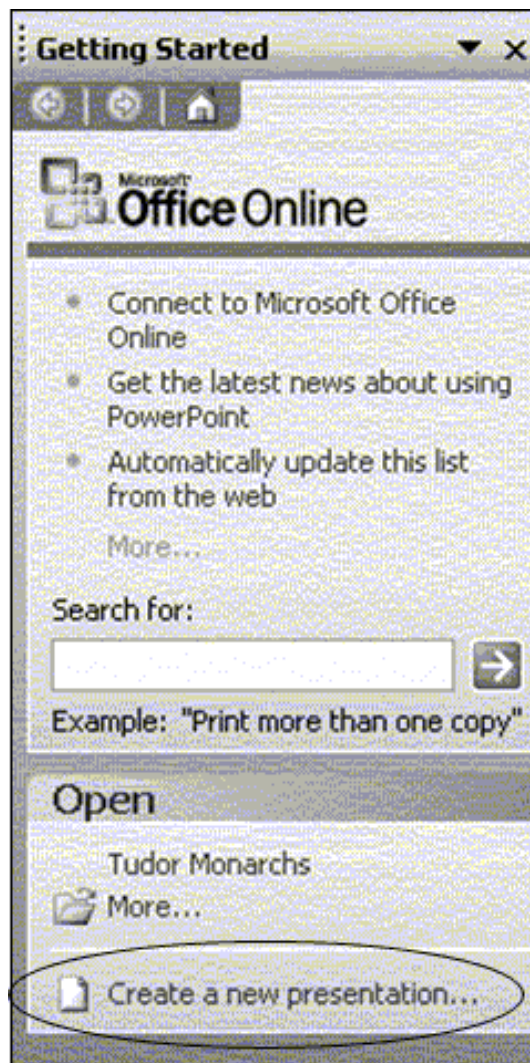 Getting Started
Microsoft
Office Online
Connect to Microsoft Office
Online
Get the latest news about using
PowerPoint
Automatically update this list
from the web
More...
Search for:
Example: "Print more than one copy"
Open
Tudor Monarchs
More...
Create a new presentation...